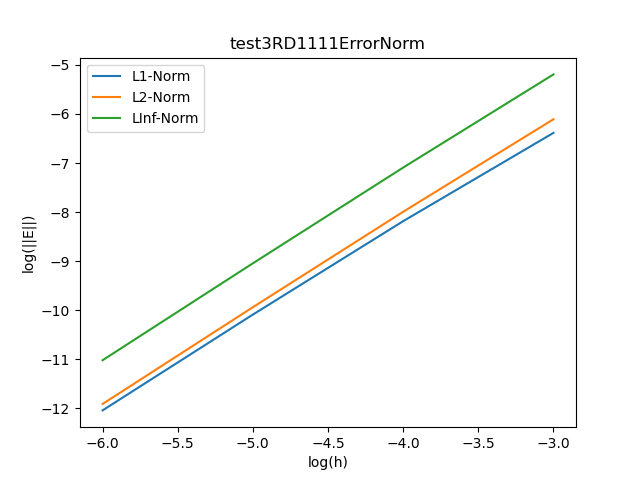 test3RD1111ErrorNorm
L1-Norm
L2-Norm
LInf-Norm
log(||E||)
−5
−6
−7
−8
−9
−10
−11
−12
−6.0 −5.5 −5.0 −4.5 −4.0 −3.5 −3.0
log(h)